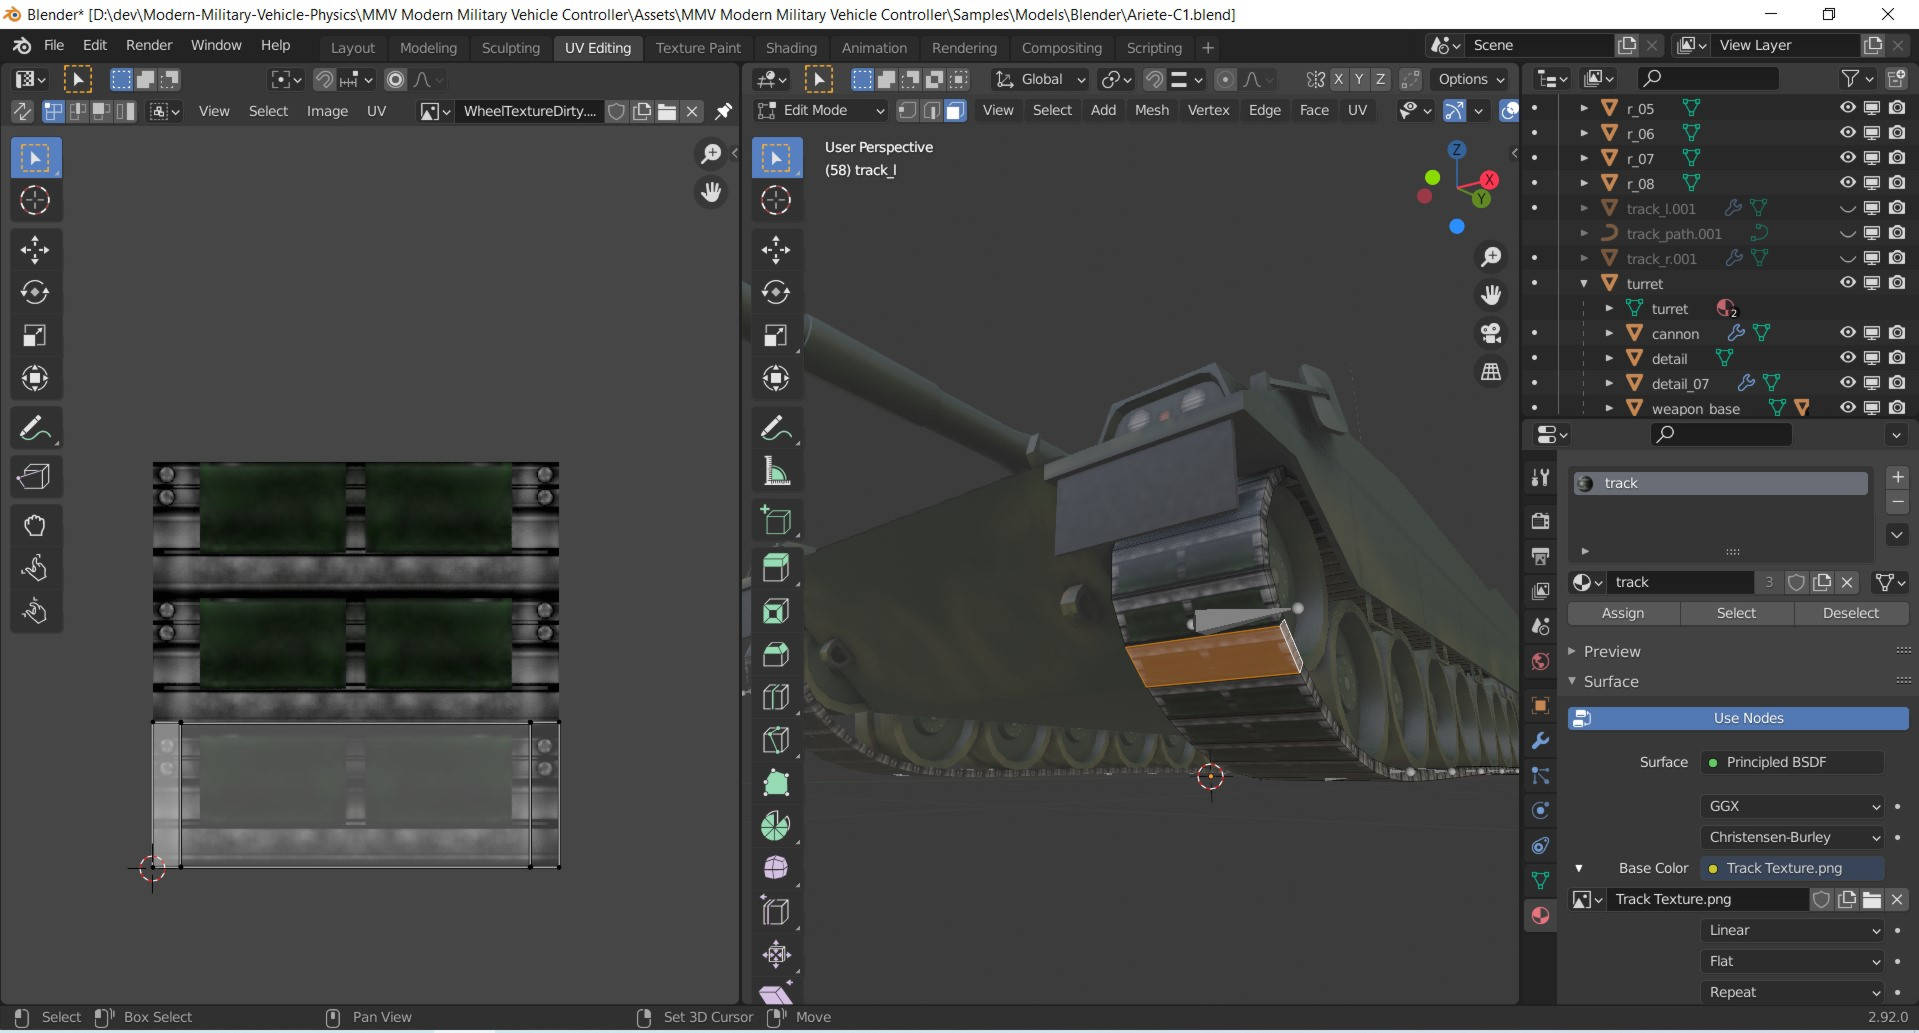 Blender* [D:\dev\Modern-Military-Vehicle-Physics\MMV Modern Military Vehicle Controller\Assets\MMV Modern Military Vehicle Controller\Samples\Models\Blender\Ariete-C1.blend]
File Edit Render Window Help Layout Modeling Sculpting UV Editing Texture Paint Shading Animation Rendering Compositing Scripting + Scene View Layer
Global X Y Z Options
View Select Image UV WheelTextureDirty.... Edit Mode View Select Add Mesh Vertex Edge Face UV
User Perspective
(58) track_l
Z
X
Y
r_05
r_06
r_07
r_08
track_l.001
track_path.001
track_r.001
turret
turret 2
cannon
detail
detail_07
weapon base
track
track 3
Assign Select Deselect
Preview
Surface
Use Nodes
Surface Principled BSDF
GGX
Christensen-Burley
Base Color Track Texture.png
Track Texture.png
Linear
Flat
Repeat
Select Box Select Pan View Set 3D Cursor Move 2.92.0